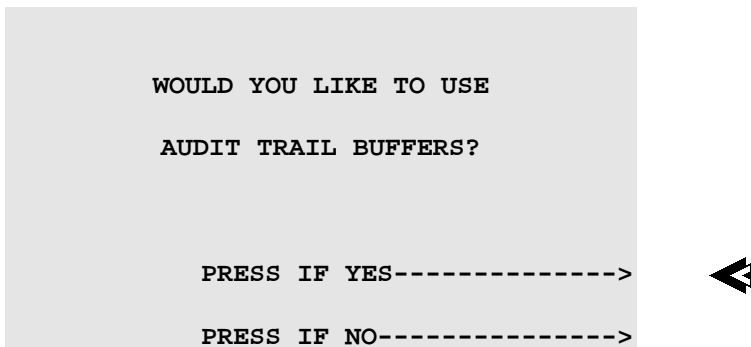 WOULD YOU LIKE TO USE
AUDIT TRAIL BUFFERS?
PRESS IF YES-------------->
PRESS IF NO--------------->